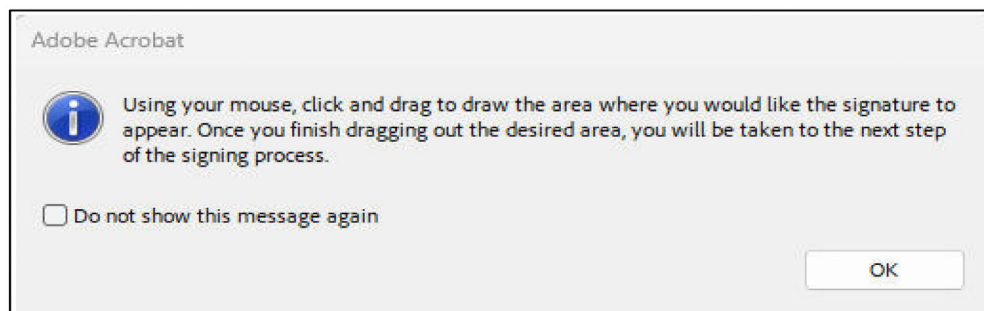 Adobe Acrobat
Using your mouse, click and drag to draw the area where you would like the signature to
appear. Once you finish dragging out the desired area, you will be taken to the next step
of the signing process.
Do not show this message again
OK